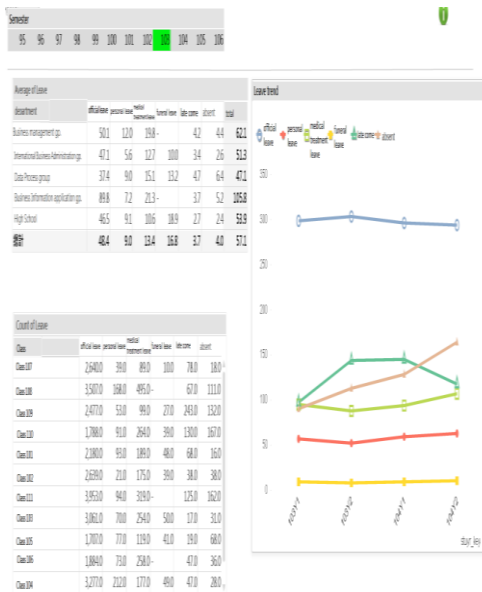 Semester
95 96 97 98 99 100 101 102 103 104 105 106
Average of Leave
department official leave personal leave medical treatment leave funeral leave late come absent total
Business management gp. 50.1 12.0 19.8 - 4.2 4.4 62.1
International Business Administration gp. 47.1 5.6 12.7 10.0 3.4 2.6 51.3
Data Process group 37.4 9.0 15.1 13.2 4.7 6.4 47.1
Business Information application gp. 89.8 7.2 21.3 - 3.7 5.2 105.8
High School 46.5 9.1 10.6 18.9 2.7 2.4 53.9
總計 48.4 9.0 13.4 16.8 3.7 4.0 57.1
Count of Leave
Class official leave personal leave medical treatment leave funeral leave late come absent
Class 107 2,640.0 39.0 89.0 10.0 78.0 18.0
Class 108 3,507.0 168.0 495.0 - 67.0 111.0
Class 109 2,477.0 53.0 99.0 27.0 243.0 132.0
Class 110 1,788.0 91.0 264.0 39.0 130.0 167.0
Class 101 2,180.0 93.0 189.0 48.0 68.0 16.0
Class 102 2,639.0 21.0 175.0 39.0 38.0 38.0
Class 111 3,953.0 94.0 319.0 - 125.0 162.0
Class 103 3,061.0 70.0 254.0 50.0 17.0 31.0
Class 105 1,707.0 77.0 119.0 41.0 19.0 68.0
Class 106 1,884.0 73.0 258.0 - 47.0 36.0
Class 104 3,277.0 212.0 177.0 49.0 47.0 28.0
Leave trend
official leave personal leave medical treatment leave funeral leave late come absent
350
300
250
200
150
100
50
0
103Y1 103Y2 104Y1 104Y2
stayr_key